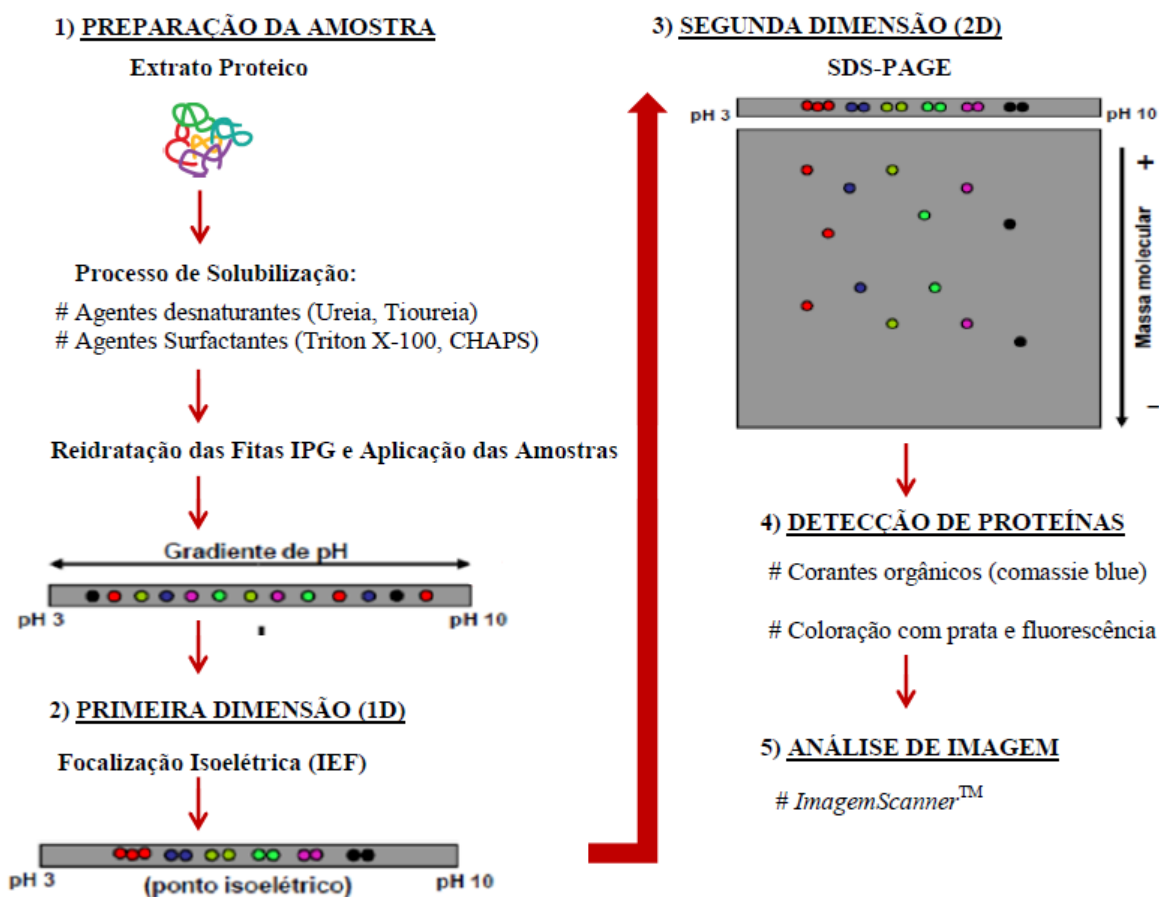 1) PREPARAÇÃO DA AMOSTRA
Extrato Proteico
Processo de Solubilização:
# Agentes desnaturantes (Ureia, Tioureia)
# Agentes Surfactantes (Triton X-100, CHAPS)
Reidratação das Fitas IPG e Aplicação das Amostras
Gradiente de pH
pH 3
pH 10
2) PRIMEIRA DIMENSÃO (1D)
Focalização Isoelétrica (IEF)
pH 3
(ponto isoelétrico)
pH 10
3) SEGUNDA DIMENSÃO (2D)
SDS-PAGE
pH 3
pH 10
+
Massa molecular
–
4) DETECÇÃO DE PROTEÍNAS
# Corantes orgânicos (comassie blue)
# Coloração com prata e fluorescência
5) ANÁLISE DE IMAGEM
# ImagemScanner™